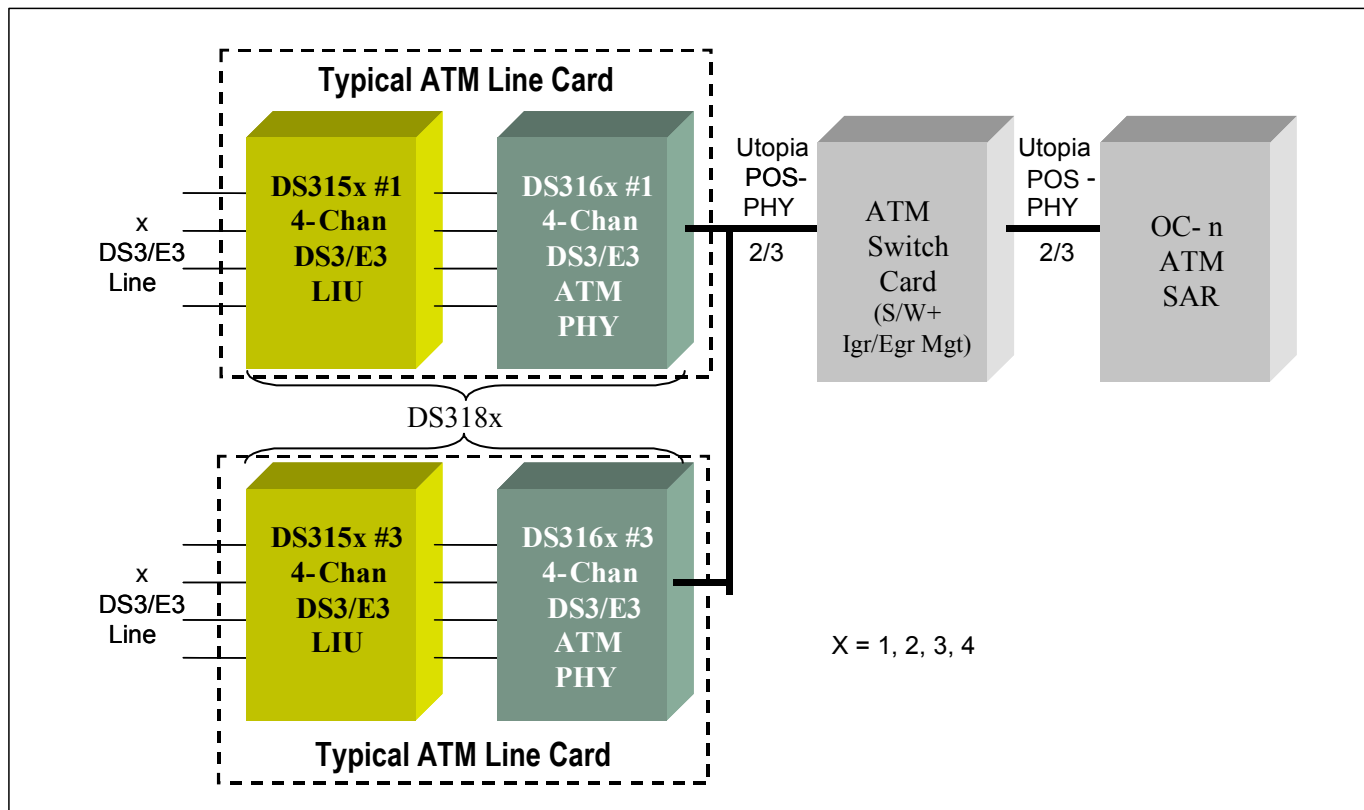 Typical ATM Line Card
x
DS3/E3
Line
DS315x #1
4-Chan
DS3/E3
LIU
DS316x #1
4-Chan
DS3/E3
ATM
PHY
Utopia
POS-
PHY
2/3
ATM
Switch
Card
(S/W+
Igr/Egr Mgt)
Utopia
POS -
PHY
2/3
OC- n
ATM
SAR
DS318x
x
DS3/E3
Line
DS315x #3
4-Chan
DS3/E3
LIU
DS316x #3
4-Chan
DS3/E3
ATM
PHY
X = 1, 2, 3, 4
Typical ATM Line Card